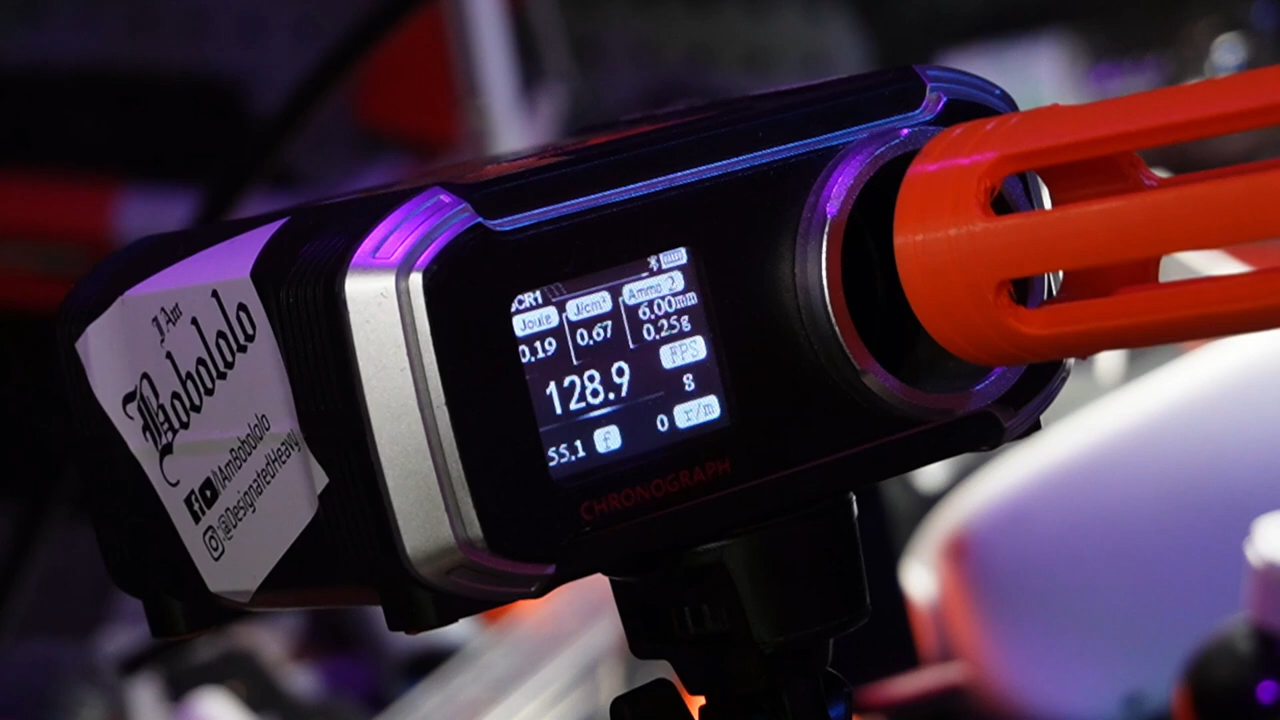 I Am
Bobololo
/IAmBobololo
:@DesignatedHeavy
SCR1
Joule
J/cm²
Ammo 2
0.19
0.67
6.00mm
0.25g
128.9
FPS
8
55.1
f
0
r/m
CHRONOGRAPH